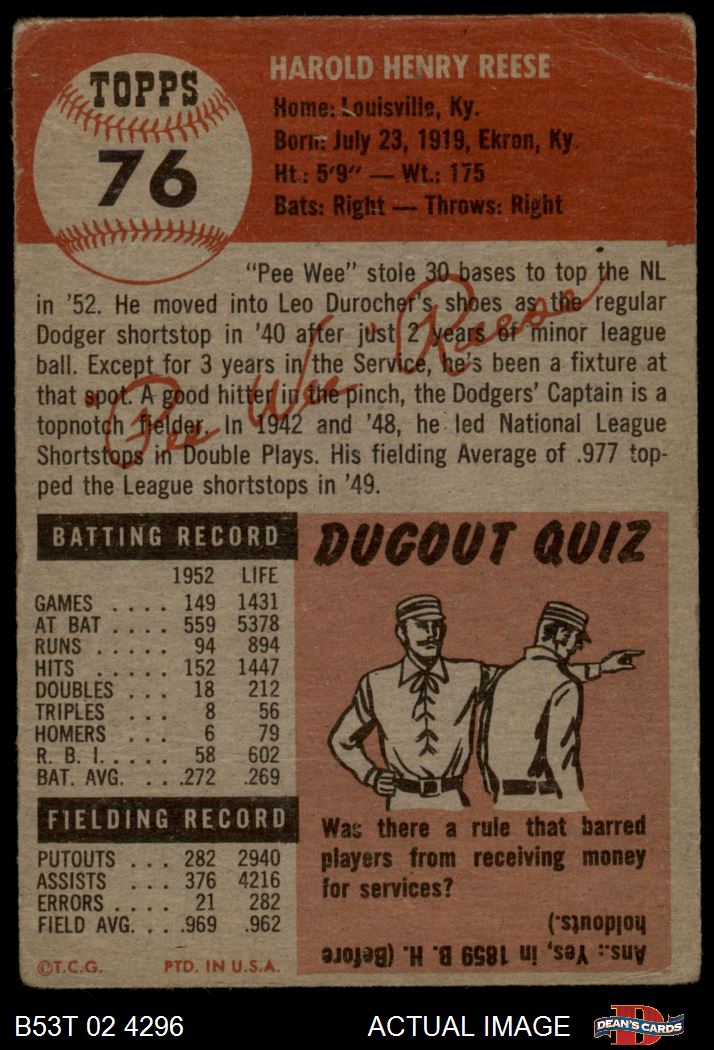 TOPPS
76
HAROLD HENRY REESE
Home: Louisville, Ky.
Born: July 23, 1919, Ekron, Ky.
Ht.: 5'9" — Wt.: 175
Bats: Right — Throws: Right
"Pee Wee" stole 30 bases to top the NL
in '52. He moved into Leo Durocher's shoes as the regular
Dodger shortstop in '40 after just 2 years of minor league
ball. Except for 3 years in the Service, he's been a fixture at
that spot. A good hitter in the pinch, the Dodgers' Captain is a
topnotch fielder. In 1942 and '48, he led National League
Shortstops in Double Plays. His fielding Average of .977 top-
ped the League shortstops in '49.
"Pee Wee" Reese
BATTING RECORD
1952 LIFE
GAMES .... 149 1431
AT BAT .... 559 5378
RUNS ..... 94 894
HITS ..... 152 1447
DOUBLES ... 18 212
TRIPLES ... 8 56
HOMERS ... 6 79
R. B. I. .... 58 602
BAT. AVG. ... .272 .269
FIELDING RECORD
PUTOUTS ... 282 2940
ASSISTS ... 376 4216
ERRORS .... 21 282
FIELD AVG. ... .969 .962
©T.C.G. PTD. IN U.S.A.
DUGOUT QUIZ
Was there a rule that barred
players from receiving money
for services?
Ans.: Yes, in 1859 B. H. (Before
holdouts)
B53T 02 4296
ACTUAL IMAGE
D
DEAN'S CARDS